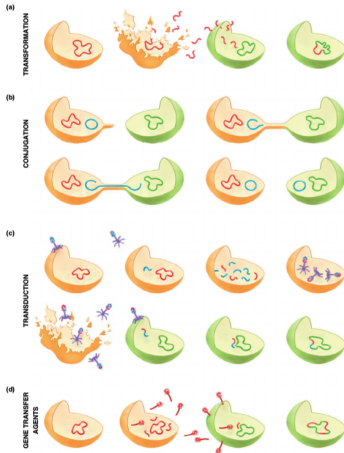 (a)
TRANSFORMATION
(b)
CONJUGATION
(c)
TRANSDUCTION
(d)
GENE TRANSFER
AGENTS